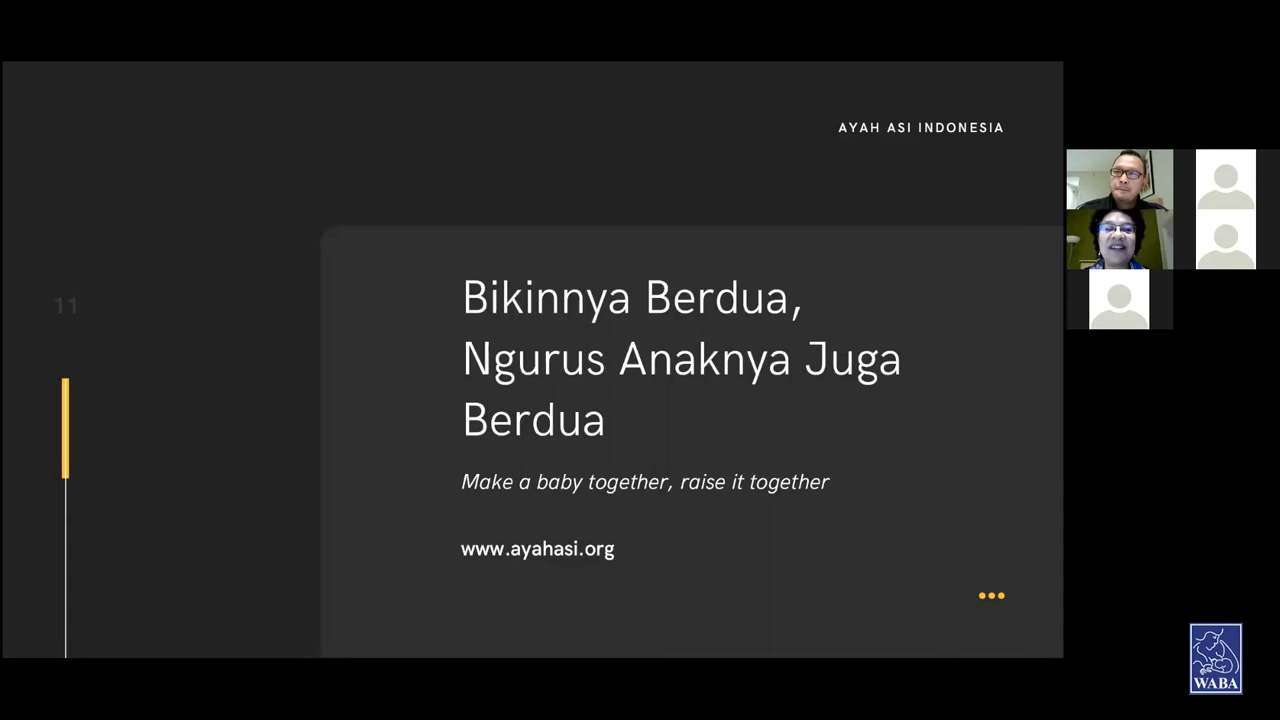 AYAH ASI INDONESIA
11
Bikinnya Berdua,
Ngurus Anaknya Juga
Berdua
Make a baby together, raise it together
www.ayahasi.org
WABA